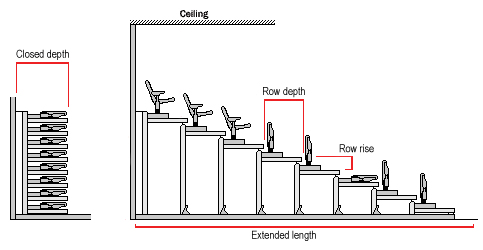 Ceiling
Closed depth
Row depth
Row rise
Extended length